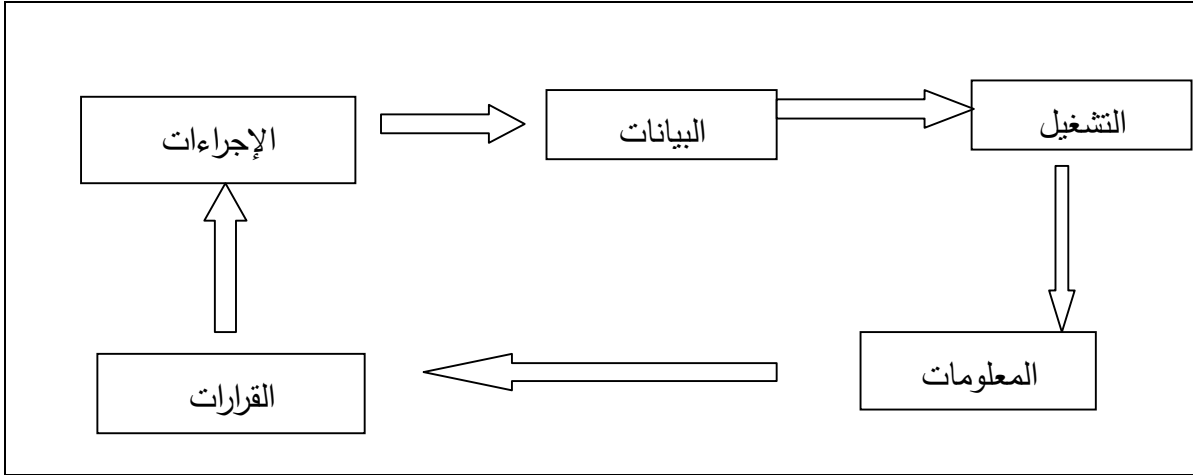 التشغيل
البيانات
الإجراءات
المعلومات
القرارات